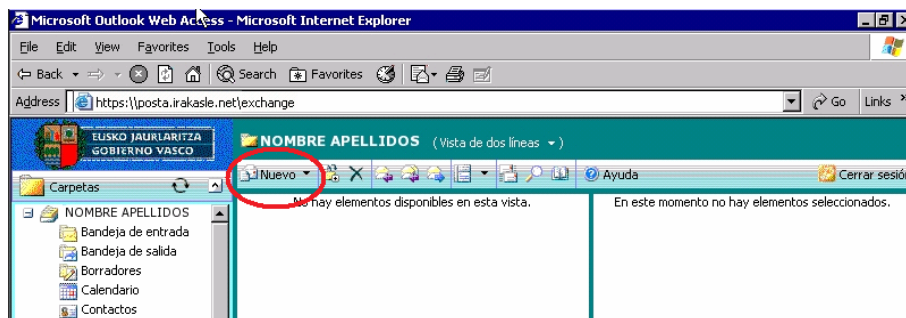 Microsoft Outlook Web Access - Microsoft Internet Explorer
File Edit View Favorites Tools Help
Back Search Favorites
Address https:\\posta.irakasle.net\exchange Go Links »
EUSKO JAURLARITZA
GOBIERNO VASCO
NOMBRE APELLIDOS (Vista de dos líneas)
Nuevo Ayuda Cerrar sesión
Carpetas
No hay elementos disponibles en esta vista.
En este momento no hay elementos seleccionados.
NOMBRE APELLIDOS
Bandeja de entrada
Bandeja de salida
Borradores
Calendario
Contactos